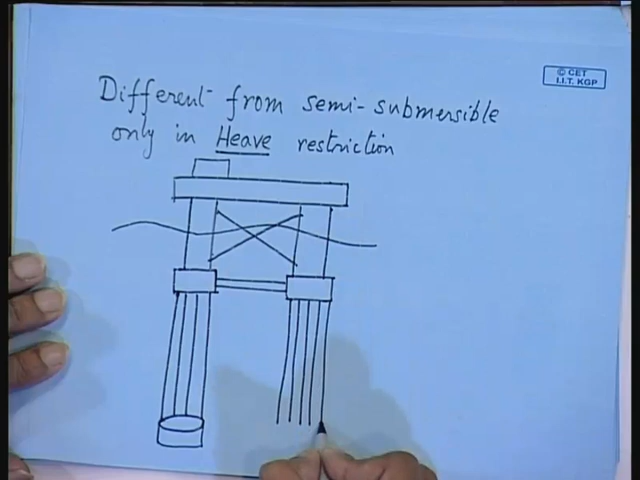 © CET
I.I.T. KGP
Different from semi-submersible
only in Heave restriction